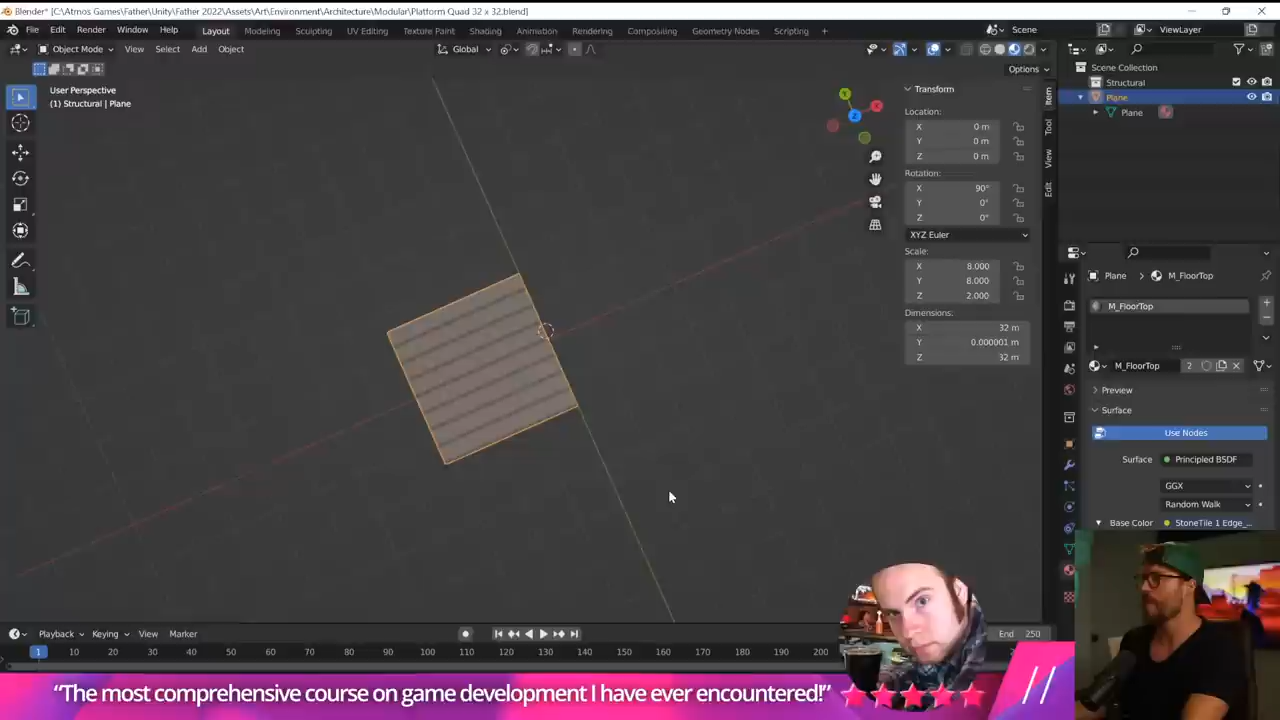 Blender* [C:\Atmos Games\Father\Unity\Father 2022\Assets\Art\Environment\Architecture\Modular\Platform Quad 32 x 32.blend]
File Edit Render Window Help Layout Modeling Sculpting UV Editing Texture Paint Shading Animation Rendering Compositing Geometry Nodes Scripting + Scene ViewLayer
Object Mode View Select Add Object Global
Options
User Perspective
(1) Structural | Plane
Transform
Location:
X 0 m
Y 0 m
Z 0 m
Rotation:
X 90°
Y 0°
Z 0°
XYZ Euler
Scale:
X 8.000
Y 8.000
Z 2.000
Dimensions:
X 32 m
Y 0.000001 m
Z 32 m
Item
Tool
View
Edit
Y
X
Z
Scene Collection
Structural
Plane
Plane
Plane M_FloorTop
M_FloorTop
M_FloorTop 2
Preview
Surface
Use Nodes
Surface Principled BSDF
GGX
Random Walk
Base Color StoneTile 1 Edge_...
Playback Keying View Marker End 250
1 10 20 30 40 50 60 70 80 90 100 110 120 130 140 150 160 170 180 190 200
“The most comprehensive course on game development I have ever encountered!”
//